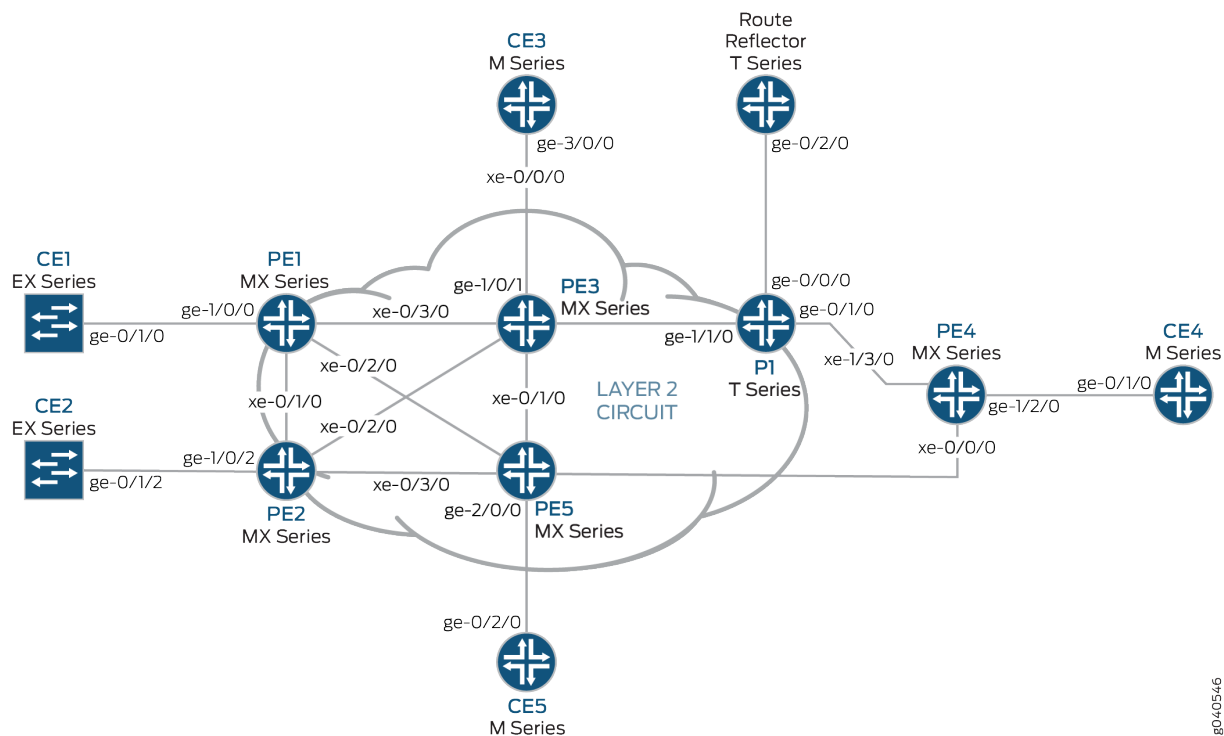 CE3
M Series
Route
Reflector
T Series
ge-3/0/0
ge-0/2/0
xe-0/0/0
CE1
EX Series
PE1
MX Series
ge-1/0/1
PE3
MX Series
ge-0/0/0
ge-1/0/0
xe-0/3/0
ge-0/1/0
ge-0/1/0
ge-1/1/0
PE4
MX Series
CE4
M Series
xe-0/2/0
P1
T Series
xe-1/3/0
ge-0/1/0
LAYER 2
CIRCUIT
CE2
EX Series
xe-0/1/0
xe-0/1/0
ge-1/2/0
xe-0/2/0
xe-0/0/0
ge-1/0/2
ge-0/1/2
xe-0/3/0
PE2
MX Series
ge-2/0/0
PE5
MX Series
ge-0/2/0
CE5
M Series
g040546